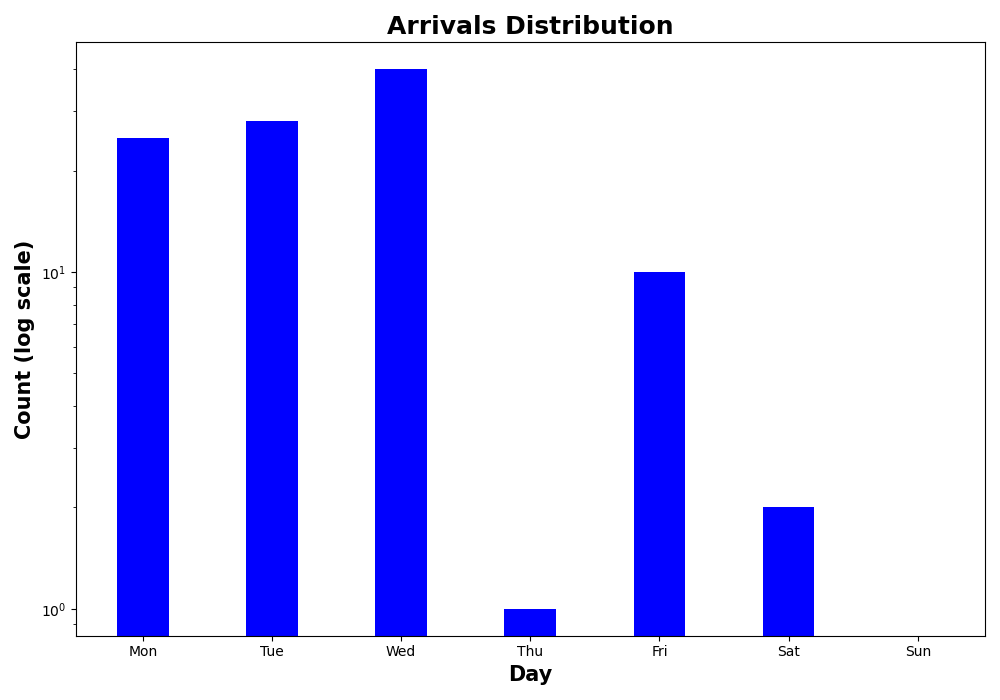 Arrivals Distribution
Count (log scale)
10¹
10⁰
Mon Tue Wed Thu Fri Sat Sun
Day